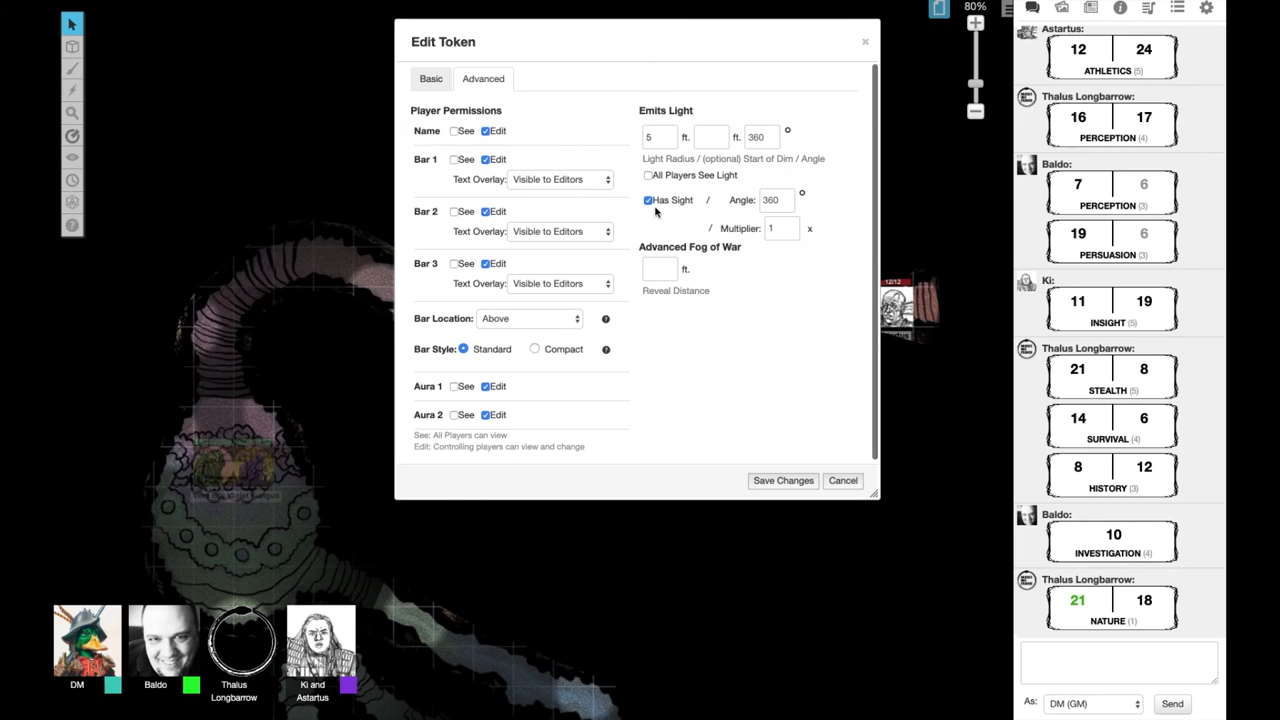 80%
Edit Token
×
Basic
Advanced
Player Permissions
Name See Edit
Bar 1 See Edit
Text Overlay: Visible to Editors
Bar 2 See Edit
Text Overlay: Visible to Editors
Bar 3 See Edit
Text Overlay: Visible to Editors
Bar Location: Above ?
Bar Style: Standard Compact ?
Aura 1 See Edit
Aura 2 See Edit
See: All Players can view
Edit: Controlling players can view and change
Emits Light
5 ft. ft. 360 °
Light Radius / (optional) Start of Dim / Angle
All Players See Light
Has Sight / Angle: 360 °
/ Multiplier: 1 x
Advanced Fog of War
ft.
Reveal Distance
Save Changes
Cancel
12/12
DM
Baldo
Thalus
Longbarrow
Ki and
Astartus
Astartus:
12 24
ATHLETICS (5)
Thalus Longbarrow:
16 17
PERCEPTION (4)
Baldo:
7 6
PERCEPTION (3)
19 6
PERSUASION (3)
Ki:
11 19
INSIGHT (5)
Thalus Longbarrow:
21 8
STEALTH (5)
14 6
SURVIVAL (4)
8 12
HISTORY (3)
Baldo:
10
INVESTIGATION (4)
Thalus Longbarrow:
21 18
NATURE (1)
As: DM (GM)
Send